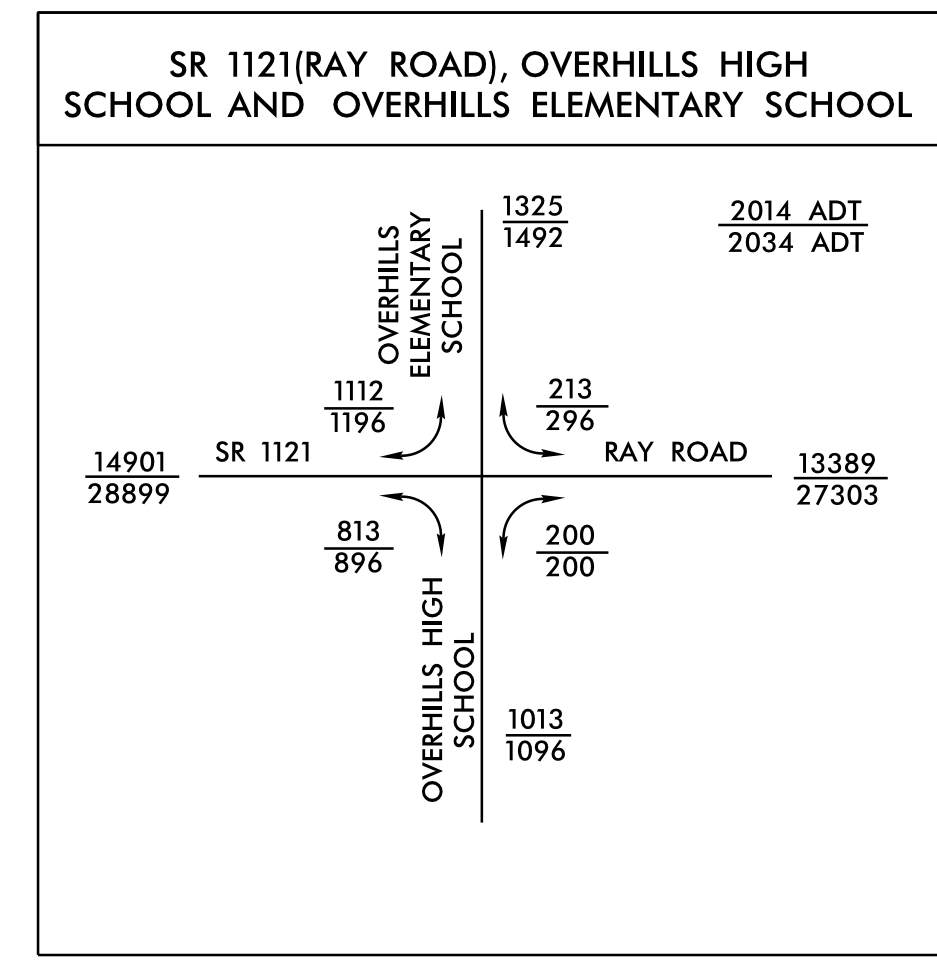 SR 1121(RAY ROAD), OVERHILLS HIGH
SCHOOL AND OVERHILLS ELEMENTARY SCHOOL
1325
1492
2014 ADT
2034 ADT
OVERHILLS
ELEMENTARY
SCHOOL
1112
1196
213
296
14901
28899
SR 1121
RAY ROAD
13389
27303
813
896
200
200
OVERHILLS HIGH
SCHOOL
1013
1096